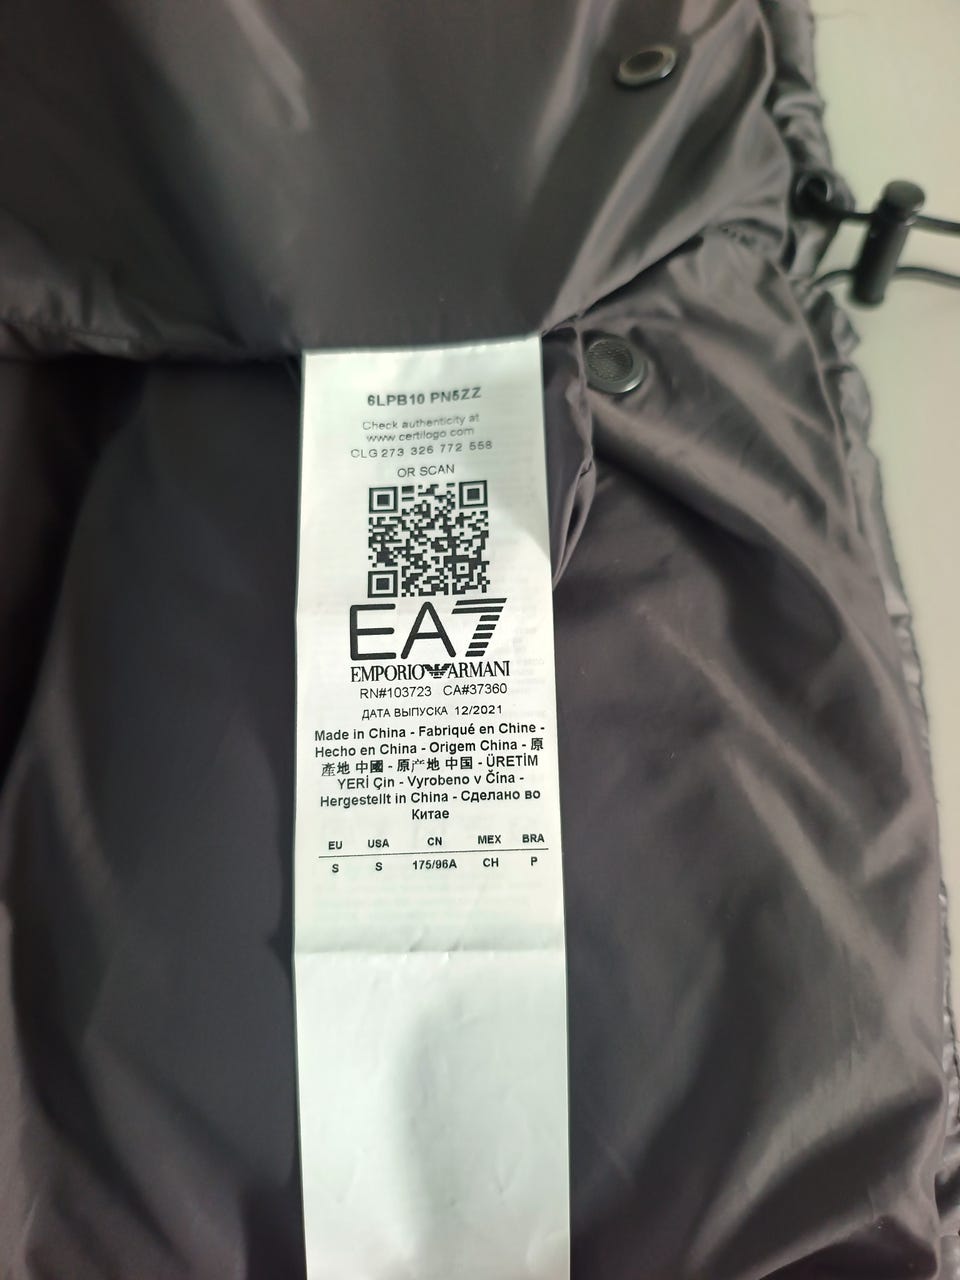 6LPB10 PN5ZZ
Check authenticity at
www certilogo com
CLG 273 326 772 558
OR SCAN
EA7
EMPORIO ARMANI
RN#103723 CA#37360
ДАТА ВЫПУСКА 12/2021
Made in China - Fabriqué en Chine -
Hecho en China - Origem China - 原
產地 中國 - 原产地 中国 - ÜRETİM
YERİ Çin - Vyrobeno v Čína -
Hergestellt in China - Сделано во
Китае
EU USA CN MEX BRA
S S 175/96A CH P